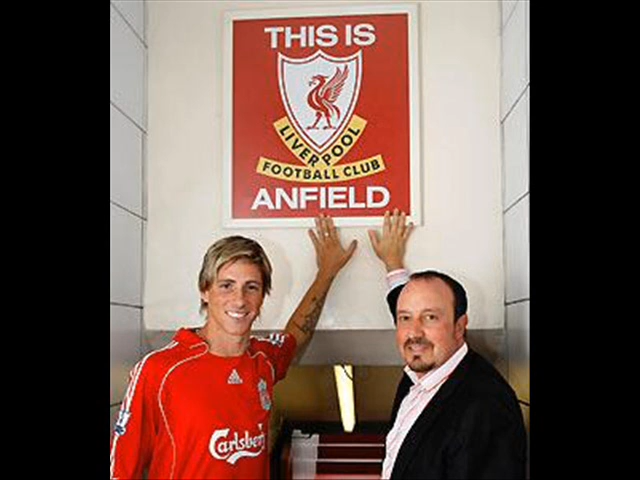 THIS IS
LIVERPOOL
FOOTBALL CLUB
ANFIELD
Carlsberg